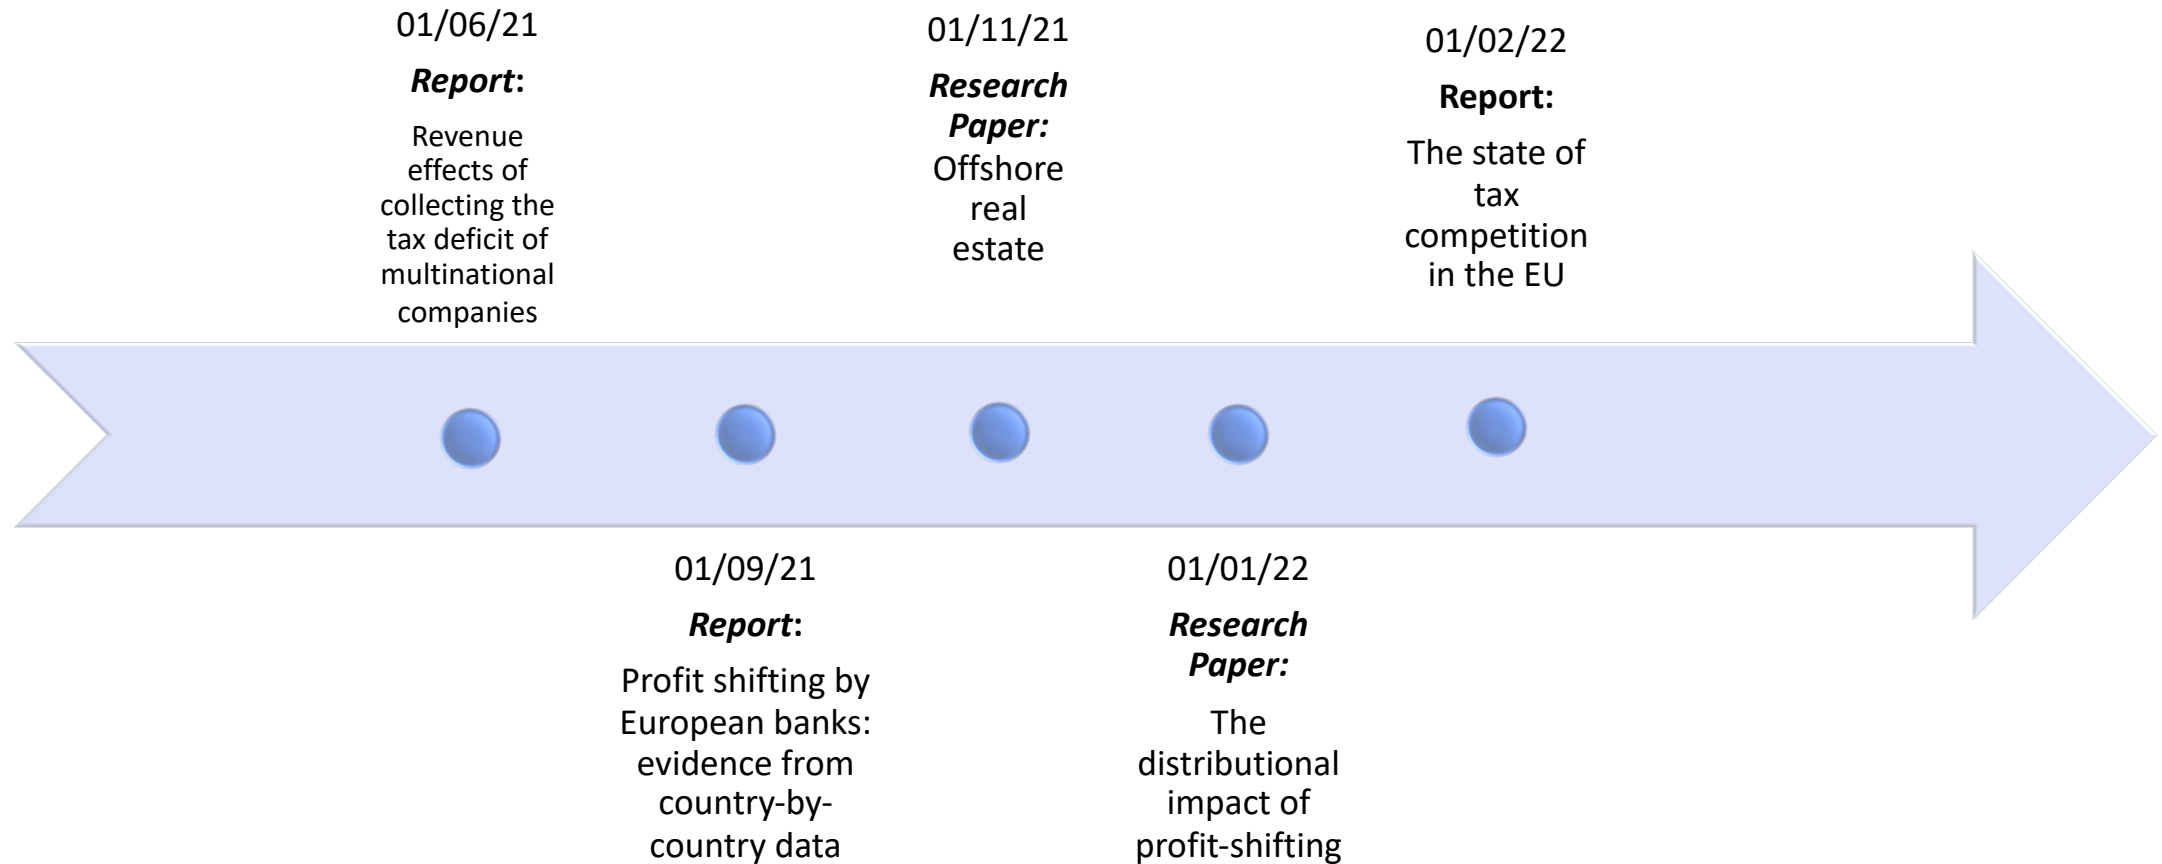 01/06/21
Report:
Revenue
effects of
collecting the
tax deficit of
multinational
companies
01/09/21
Report:
Profit shifting by
European banks:
evidence from
country-by-
country data
01/11/21
Research
Paper:
Offshore
real
estate
01/01/22
Research
Paper:
The
distributional
impact of
profit-shifting
01/02/22
Report:
The state of
tax
competition
in the EU